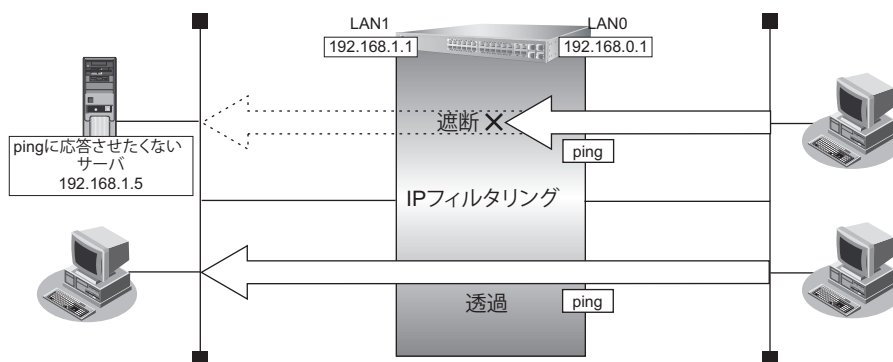 LAN1
LAN0
192.168.1.1
192.168.0.1
遮断
ping
pingに応答させたくない
サーバ
192.168.1.5
IPフィルタリング
透過
ping